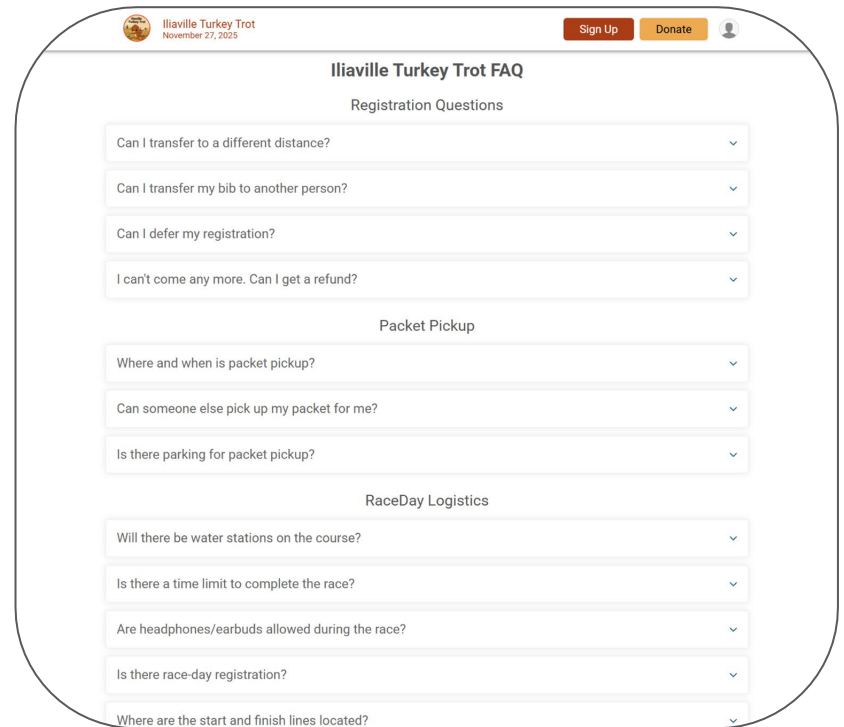 Iliaville Turkey Trot
November 27, 2025
Sign Up
Donate
Iliaville Turkey Trot FAQ
Registration Questions
Can I transfer to a different distance?
Can I transfer my bib to another person?
Can I defer my registration?
I can't come any more. Can I get a refund?
Packet Pickup
Where and when is packet pickup?
Can someone else pick up my packet for me?
Is there parking for packet pickup?
RaceDay Logistics
Will there be water stations on the course?
Is there a time limit to complete the race?
Are headphones/earbuds allowed during the race?
Is there race-day registration?
Where are the start and finish lines located?